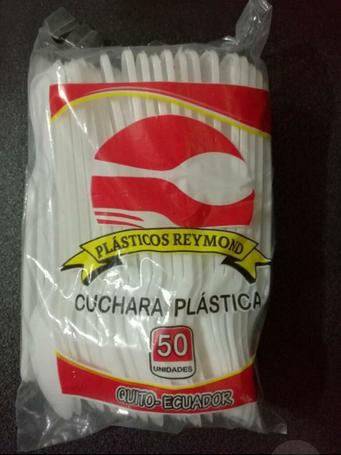 PLÁSTICOS REYMOND
CUCHARA PLÁSTICA
50
UNIDADES
QUITO-ECUADOR